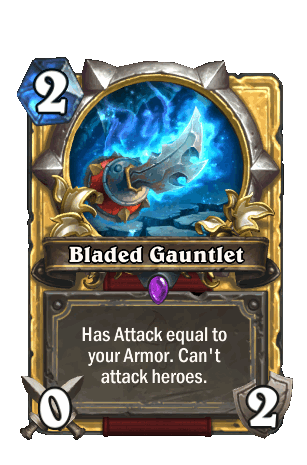 2
Bladed Gauntlet
Has Attack equal to
your Armor. Can't
attack heroes.
0
2